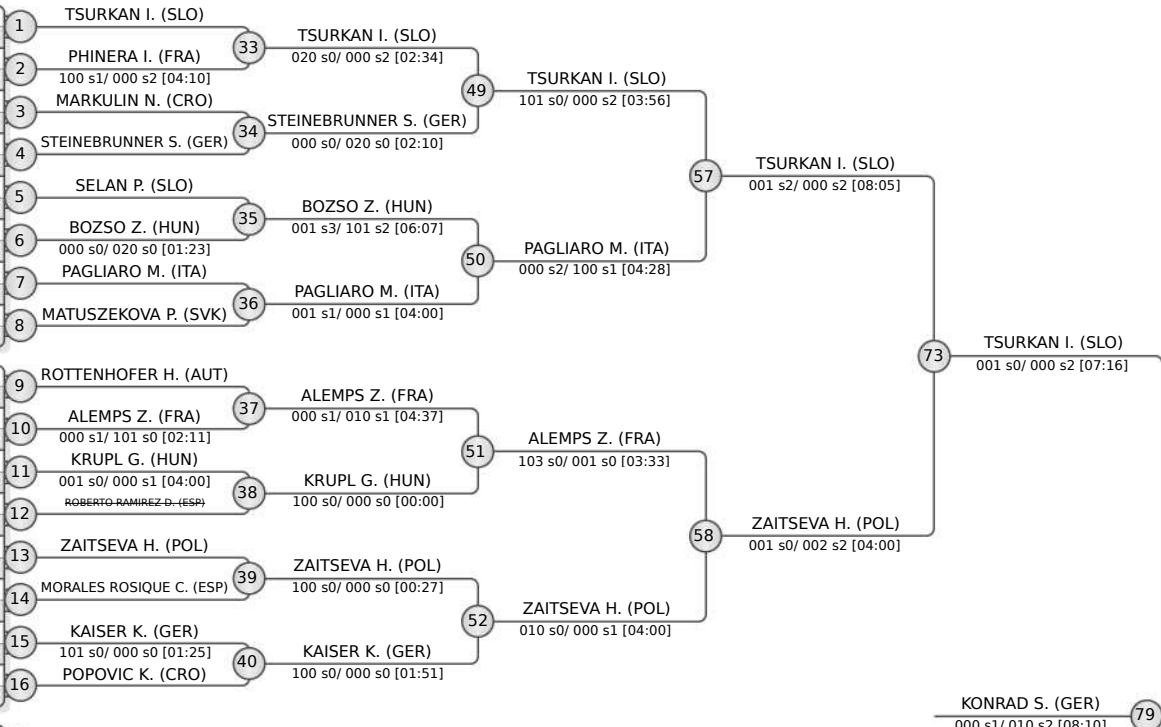 1
TSURKAN I. (SLO)
2
PHINERA I. (FRA)
100 s1/ 000 s2 [04:10]
33
3
MARKULIN N. (CRO)
4
STEINEBRUNNER S. (GER)
34
5
SELAN P. (SLO)
6
BOZSO Z. (HUN)
000 s0/ 020 s0 [01:23]
35
7
PAGLIARO M. (ITA)
8
MATUSZEKOVA P. (SVK)
36
9
ROTTENHOFER H. (AUT)
10
ALEMPS Z. (FRA)
000 s1/ 101 s0 [02:11]
37
11
KRUPL G. (HUN)
001 s0/ 000 s1 [04:00]
12
ROBERTO RAMIREZ D. (ESP)
38
13
ZAITSEVA H. (POL)
14
MORALES ROSIQUE C. (ESP)
39
15
KAISER K. (GER)
101 s0/ 000 s0 [01:25]
16
POPOVIC K. (CRO)
40
TSURKAN I. (SLO)
020 s0/ 000 s2 [02:34]
STEINEBRUNNER S. (GER)
000 s0/ 020 s0 [02:10]
49
BOZSO Z. (HUN)
001 s3/ 101 s2 [06:07]
PAGLIARO M. (ITA)
001 s1/ 000 s1 [04:00]
50
ALEMPS Z. (FRA)
000 s1/ 010 s1 [04:37]
KRUPL G. (HUN)
100 s0/ 000 s0 [00:00]
51
ZAITSEVA H. (POL)
100 s0/ 000 s0 [00:27]
KAISER K. (GER)
100 s0/ 000 s0 [01:51]
52
TSURKAN I. (SLO)
101 s0/ 000 s2 [03:56]
PAGLIARO M. (ITA)
000 s2/ 100 s1 [04:28]
57
ALEMPS Z. (FRA)
103 s0/ 001 s0 [03:33]
ZAITSEVA H. (POL)
010 s0/ 000 s1 [04:00]
58
TSURKAN I. (SLO)
001 s2/ 000 s2 [08:05]
ZAITSEVA H. (POL)
001 s0/ 002 s2 [04:00]
73
TSURKAN I. (SLO)
001 s0/ 000 s2 [07:16]
KONRAD S. (GER)
000 s1/ 010 s2 [08:10]
79